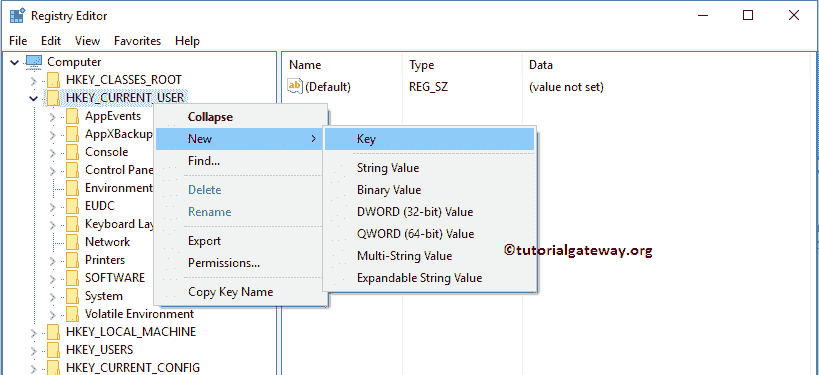 Registry Editor
File Edit View Favorites Help
Computer
HKEY_CLASSES_ROOT
HKEY_CURRENT_USER
AppEvents
AppXBackup
Console
Control Pane
Environment
EUDC
Keyboard Lay
Network
Printers
SOFTWARE
System
Volatile Environment
HKEY_LOCAL_MACHINE
HKEY_USERS
HKEY_CURRENT_CONFIG
Collapse
New
Find...
Delete
Rename
Export
Permissions...
Copy Key Name
Key
String Value
Binary Value
DWORD (32-bit) Value
QWORD (64-bit) Value
Multi-String Value
Expandable String Value
Name Type Data
ab (Default) REG_SZ (value not set)
©tutorialgateway.org